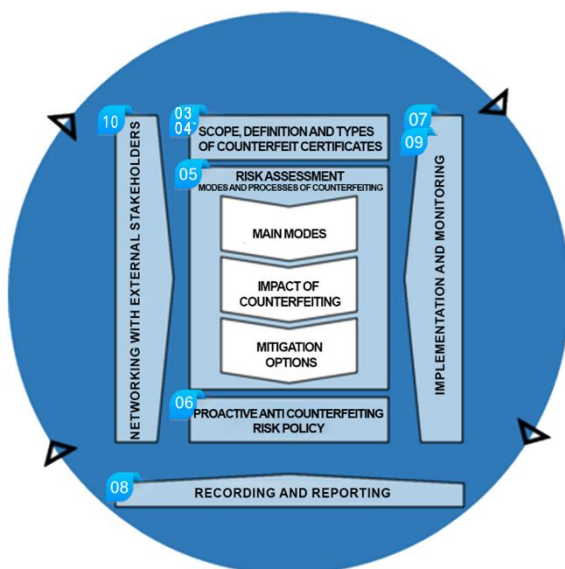 10
NETWORKING WITH EXTERNAL STAKEHOLDERS
03
04
SCOPE, DEFINITION AND TYPES
OF COUNTERFEIT CERTIFICATES
05
RISK ASSESSMENT
MODES AND PROCESSES OF COUNTERFEITING
MAIN MODES
IMPACT OF
COUNTERFEITING
MITIGATION
OPTIONS
06
PROACTIVE ANTI COUNTERFEITING
RISK POLICY
07
09
IMPLEMENTATION AND MONITORING
08
RECORDING AND REPORTING